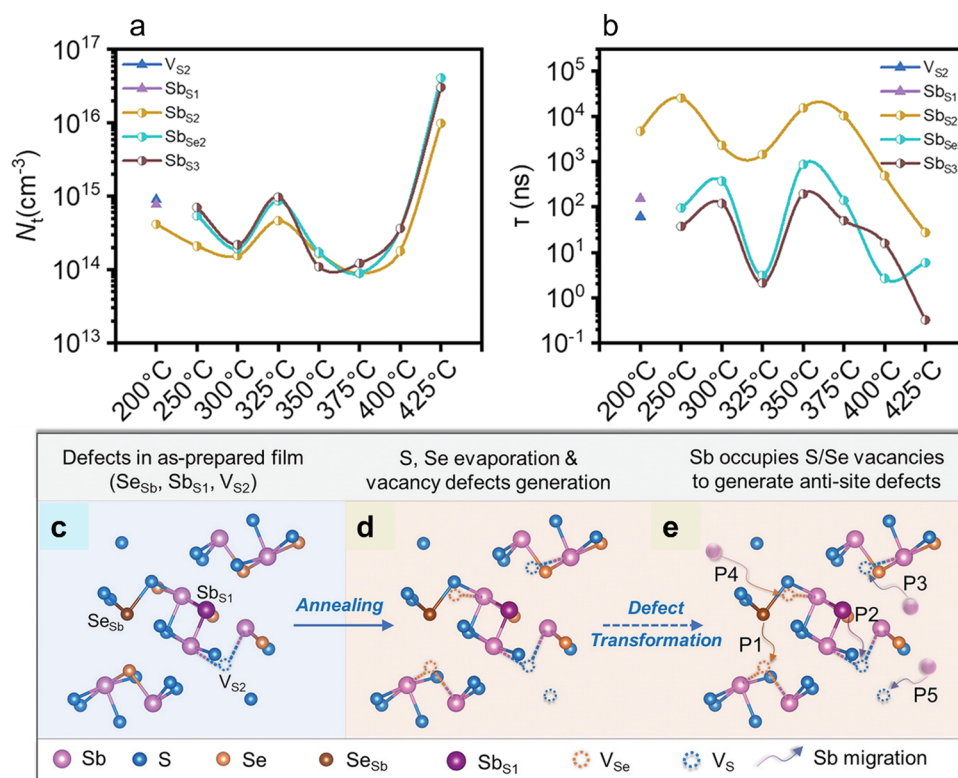 a
b
10^17
10^16
10^15
10^14
10^13
N_t(cm^-3)
V_S2
Sb_S1
Sb_S2
Sb_Se2
Sb_S3
200°C
250°C
300°C
325°C
350°C
375°C
400°C
425°C
10^5
10^4
10^3
10^2
10^1
10^0
10^-1
τ (ns)
V_S2
Sb_S1
Sb_S2
Sb_Se2
Sb_S3
200°C
250°C
300°C
325°C
350°C
375°C
400°C
425°C
Defects in as-prepared film
(Se_Sb, Sb_S1, V_S2)
S, Se evaporation &
vacancy defects generation
Sb occupies S/Se vacancies
to generate anti-site defects
c
d
e
Sb_S1
Se_Sb
V_S2
Annealing
Defect
Transformation
P4
P3
P2
P1
P5
Sb
S
Se
Se_Sb
Sb_S1
V_Se
V_S
Sb migration